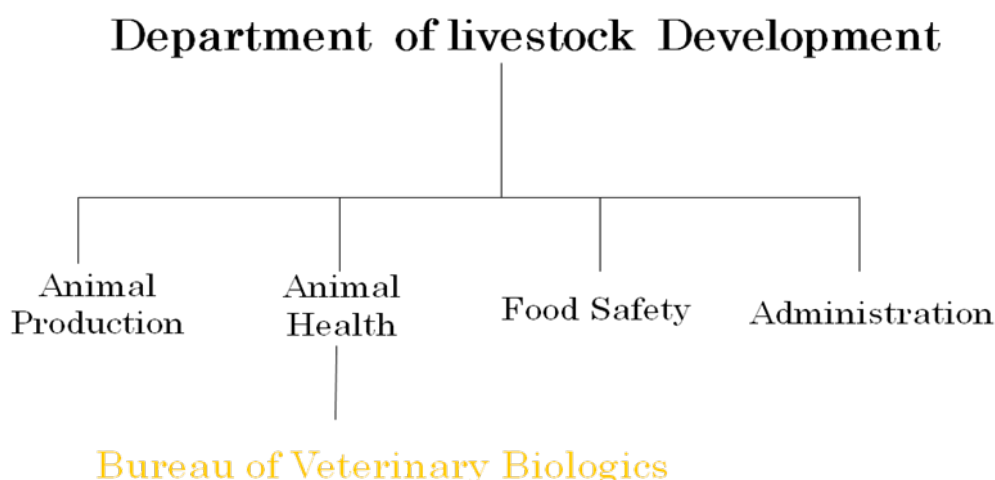 Department of livestock Development
Animal
Production
Animal
Health
Food Safety
Administration
Bureau of Veterinary Biologics